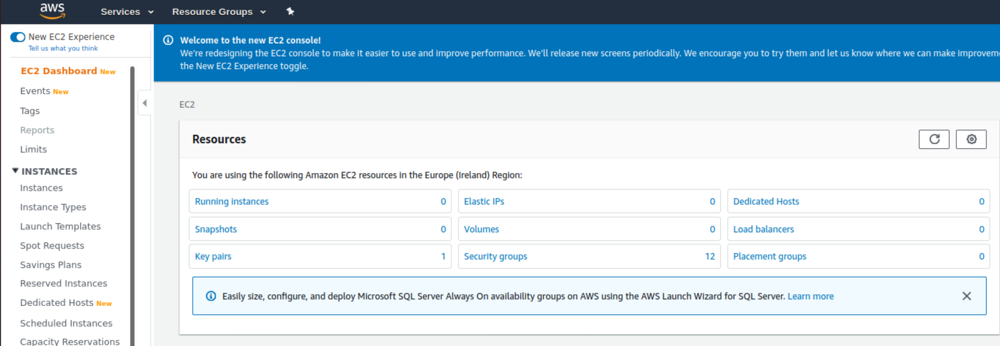 aws
Services
Resource Groups
New EC2 Experience
Tell us what you think
EC2 Dashboard New
Events New
Tags
Reports
Limits
INSTANCES
Instances
Instance Types
Launch Templates
Spot Requests
Savings Plans
Reserved Instances
Dedicated Hosts New
Scheduled Instances
Capacity Reservations
Welcome to the new EC2 console!
We're redesigning the EC2 console to make it easier to use and improve performance. We'll release new screens periodically. We encourage you to try them and let us know where we can make
the New EC2 Experience toggle.
EC2
Resources
You are using the following Amazon EC2 resources in the Europe (Ireland) Region:
Running instances 0
Elastic IPs 0
Dedicated Hosts 0
Snapshots 0
Volumes 0
Load balancers 0
Key pairs 1
Security groups 12
Placement groups 0
Easily size, configure, and deploy Microsoft SQL Server Always On availability groups on AWS using the AWS Launch Wizard for SQL Server. Learn more